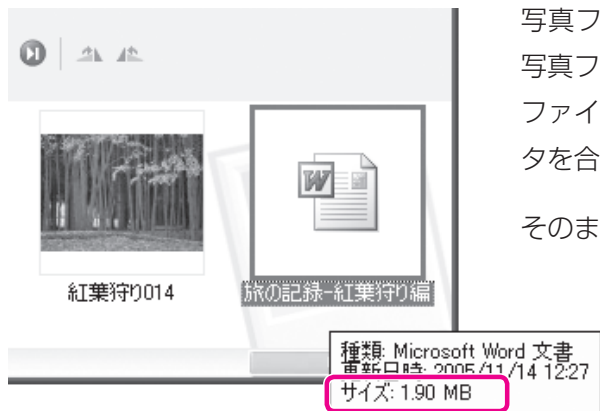 写真フ
写真フ
ファイ
タを合
そのま
紅葉狩り014
旅の記録-紅葉狩り編
種類: Microsoft Word 文書
更新日時: 2005/11/14 12:27
サイズ: 1.90 MB